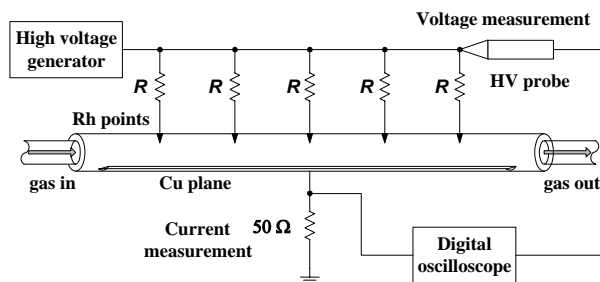 High voltage
generator
Voltage measurement
HV probe
R
R
R
R
R
Rh points
gas in
Cu plane
gas out
Current
measurement
50 Ω
Digital
oscilloscope